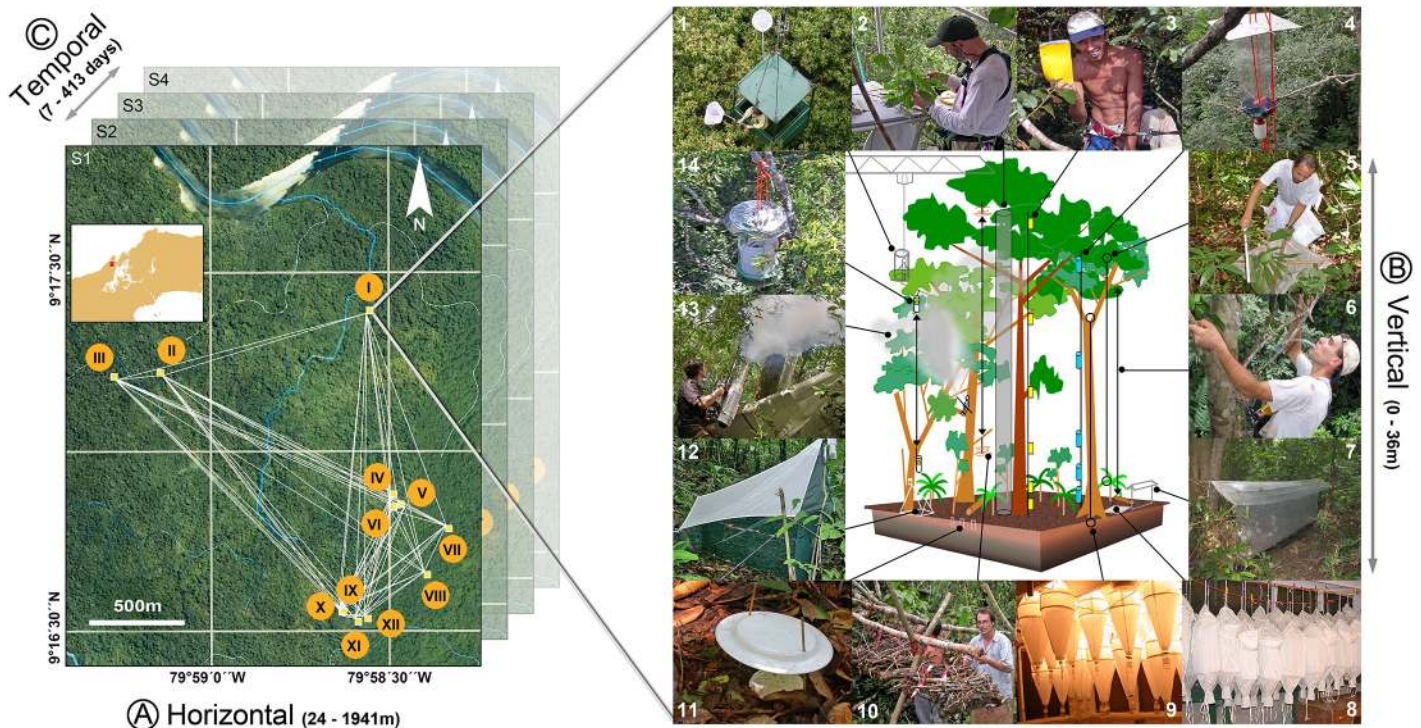 Ⓒ
Temporal
(7 - 413 days)
S4
S3
S2
S1
N
9°17´30´´N
9°16´30´´N
I
II
III
IV
V
VI
VII
VIII
IX
X
XI
XII
500m
79°59´0´´W
79°58´30´´W
Ⓐ Horizontal (24 - 1941m)
1
2
3
4
5
6
7
8
9
10
11
12
13
14
Ⓑ Vertical (0 - 36m)